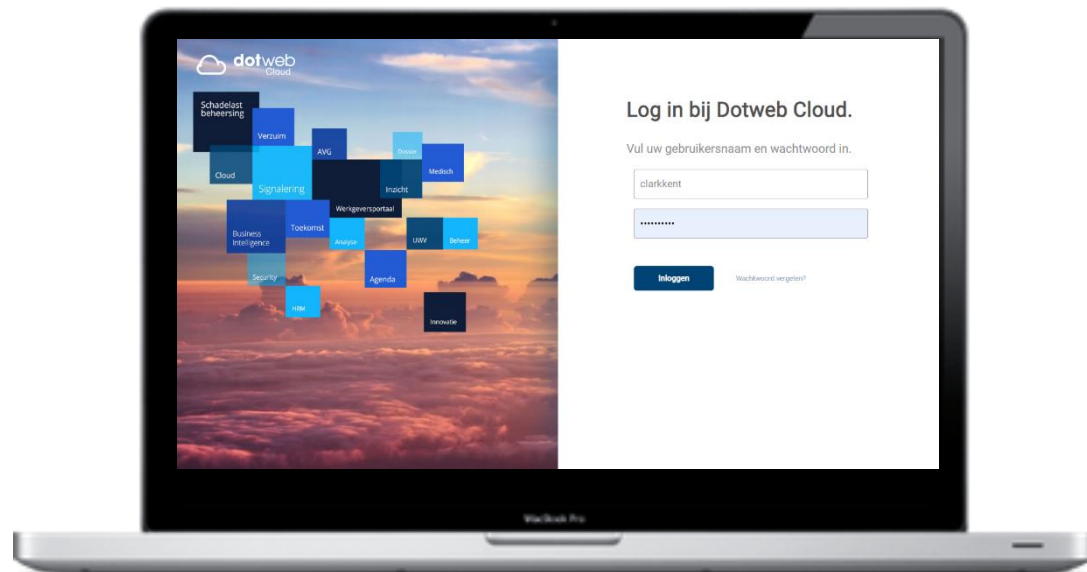 dotweb
Cloud
Schadelast
beheersing
Verzuim
AVG
Dossier
Medisch
Cloud
Signalering
Inzicht
Werkgeversportaal
Business
Intelligence
Toekomst
Analyse
UWV
Beheer
Security
Agenda
HRM
Innovatie
Log in bij Dotweb Cloud.
Vul uw gebruikersnaam en wachtwoord in.
clarkkent
••••••••••
Inloggen
Wachtwoord vergeten?
MacBook Pro